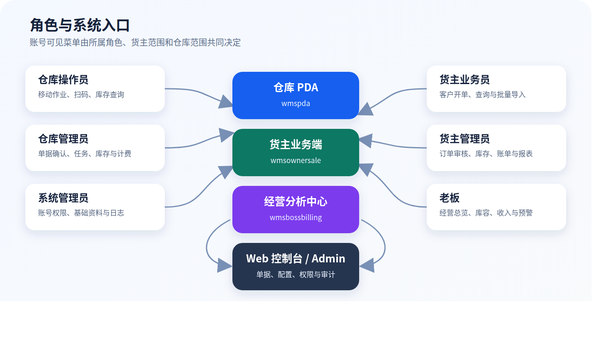 角色与系统入口
账号可见菜单由所属角色、货主范围和仓库范围共同决定
仓库操作员
移动作业、扫码、库存查询
仓库管理员
单据确认、任务、库存与计费
系统管理员
账号权限、基础资料与日志
仓库 PDA
wmspda
货主业务端
wmsownersale
经营分析中心
wmsbossbilling
Web 控制台 / Admin
单据、配置、权限与审计
货主业务员
客户开单、查询与批量导入
货主管理员
订单审核、库存、账单与报表
老板
经营总览、库容、收入与预警